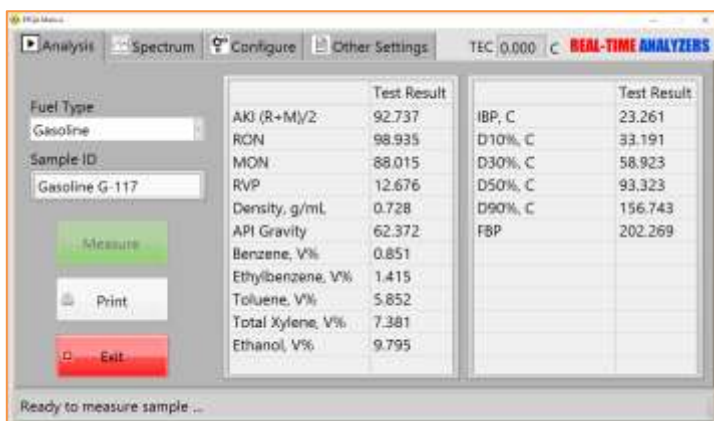 Analysis Spectrum Configure Other Settings TEC 0.000 C REAL-TIME ANALYZERS
Fuel Type
Gasoline
Sample ID
Gasoline G-117
Measure
Print
Exit
Test Result
AKI (R+M)/2 92.737
RON 98.935
MON 88.015
RVP 12.676
Density, g/mL 0.728
API Gravity 62.372
Benzene, V% 0.851
Ethylbenzene, V% 1.415
Toluene, V% 5.852
Total Xylene, V% 7.381
Ethanol, V% 9.795
Test Result
IBP, C 23.261
D10%, C 33.191
D30%, C 58.923
D50%, C 93.323
D90%, C 156.743
FBP 202.269
Ready to measure sample ...